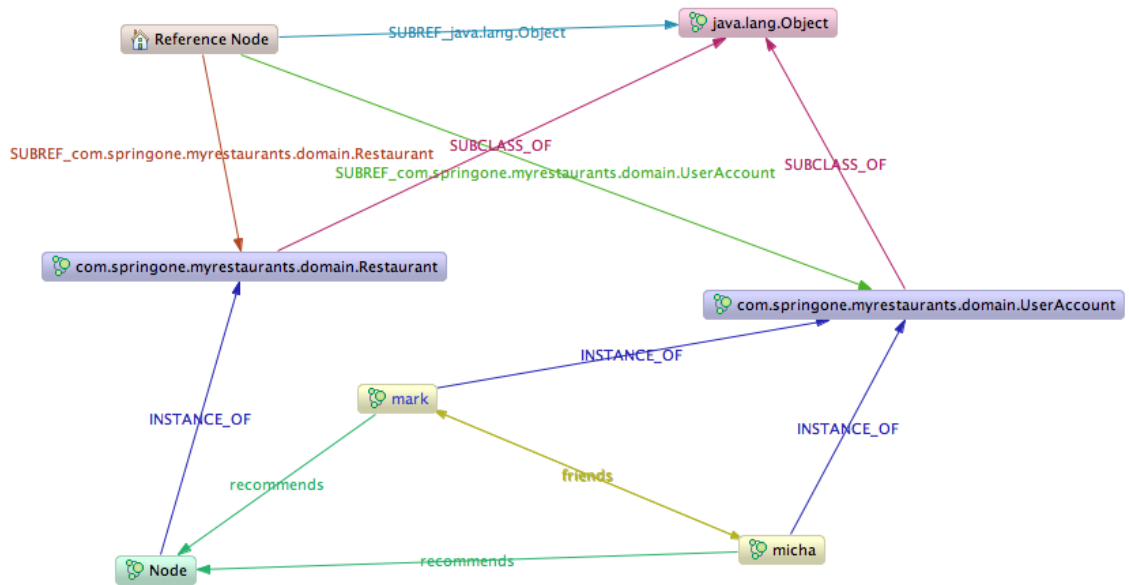 java.lang.Object
Reference Node
SUBREF_java.lang.Object
SUBREF_com.springone.myrestaurants.domain.Restaurant
SUBCLASS_OF
SUBREF_com.springone.myrestaurants.domain.UserAccount
SUBCLASS_OF
com.springone.myrestaurants.domain.Restaurant
com.springone.myrestaurants.domain.UserAccount
INSTANCE_OF
mark
INSTANCE_OF
INSTANCE_OF
recommends
friends
micha
recommends
Node